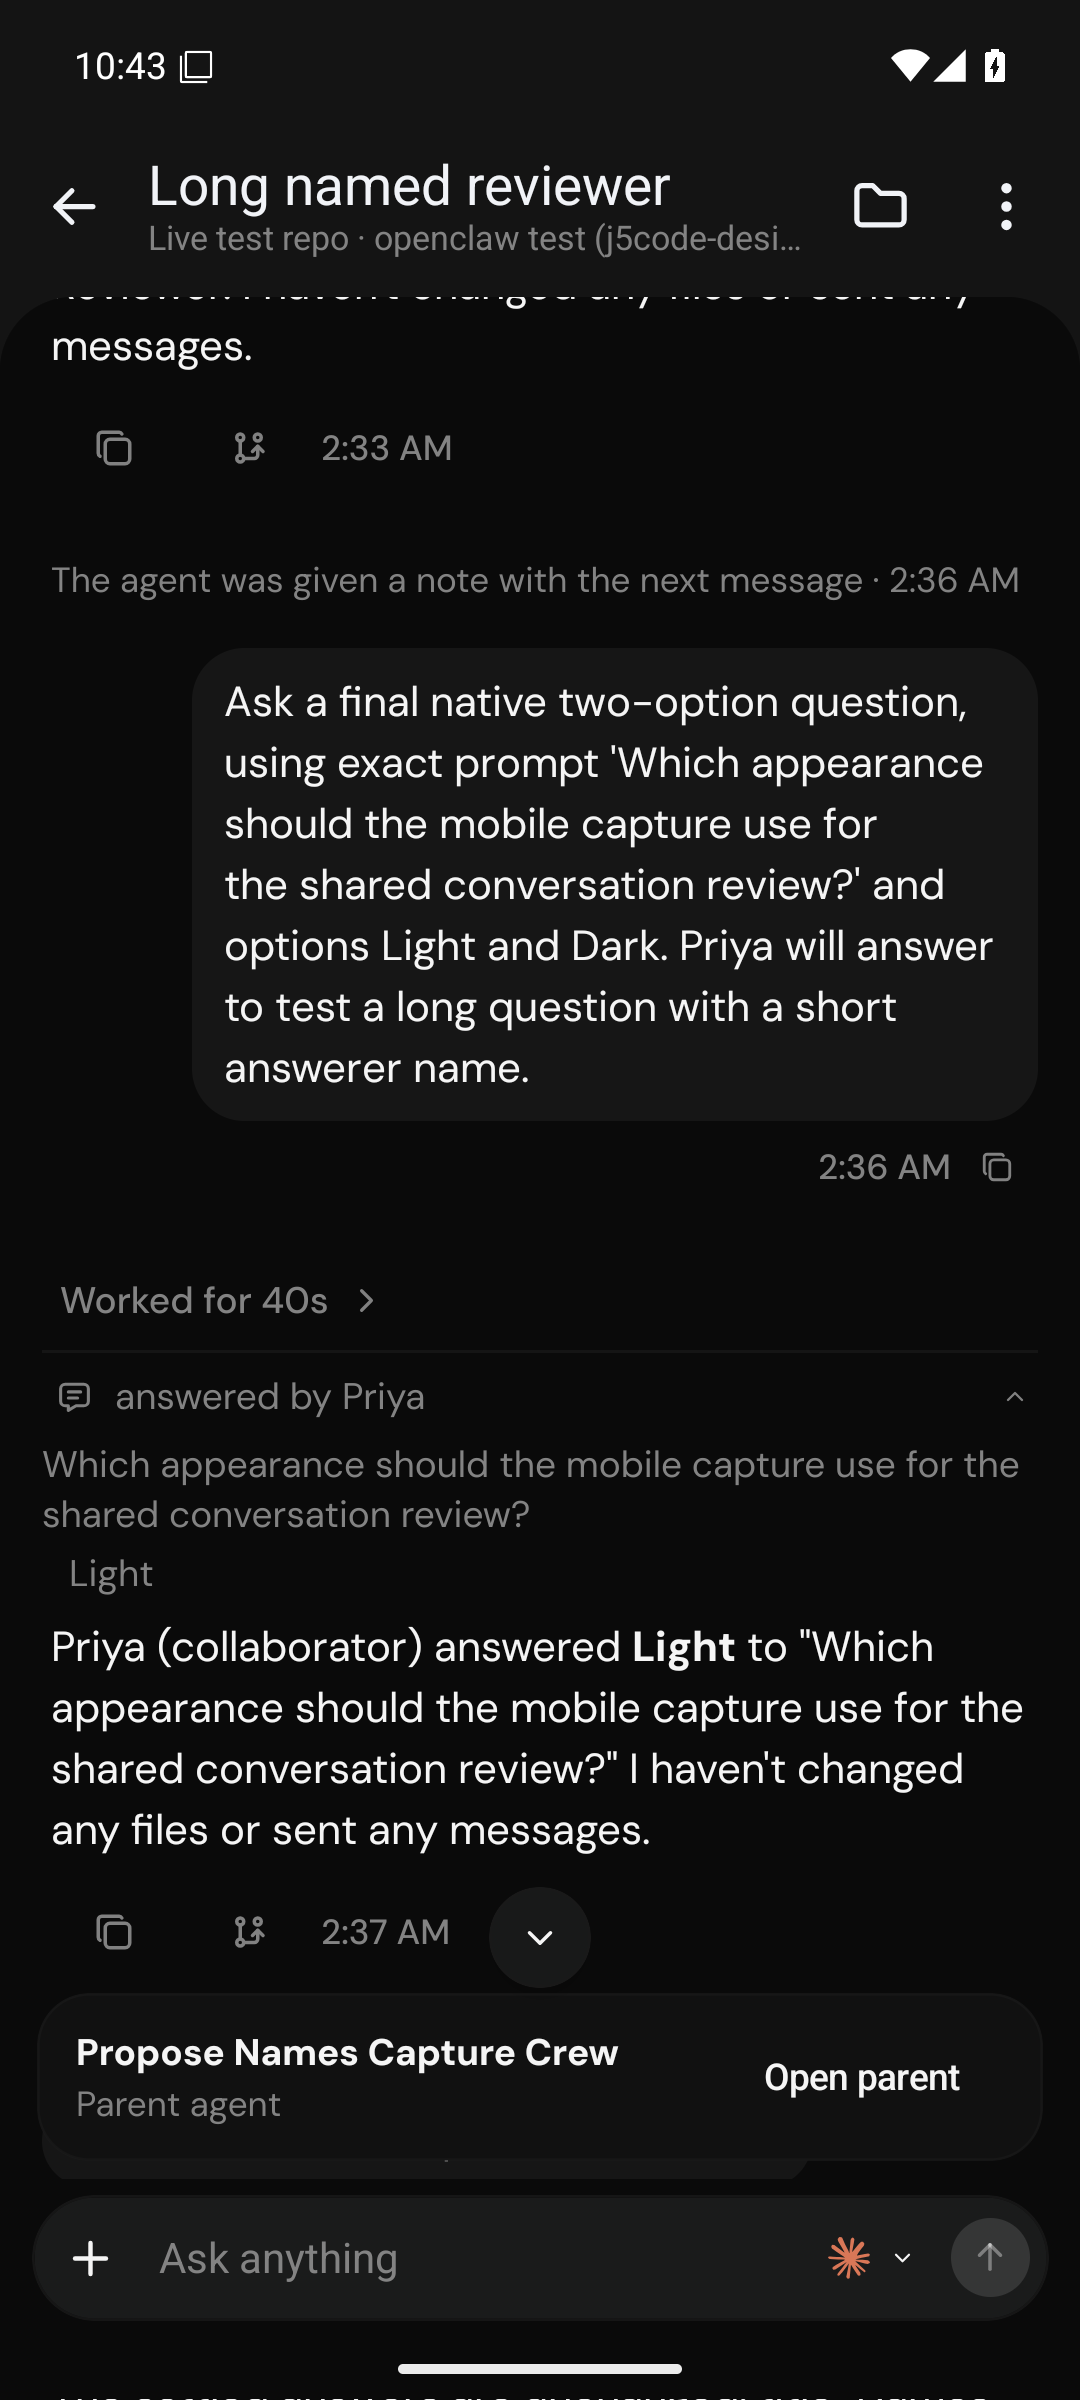 10:43
Long named reviewer
Live test repo · openclaw test (j5code-desi...
messages.
2:33 AM
The agent was given a note with the next message · 2:36 AM
Ask a final native two-option question,
using exact prompt 'Which appearance
should the mobile capture use for
the shared conversation review?' and
options Light and Dark. Priya will answer
to test a long question with a short
answerer name.
2:36 AM
Worked for 40s
answered by Priya
Which appearance should the mobile capture use for the
shared conversation review?
Light
Priya (collaborator) answered Light to "Which
appearance should the mobile capture use for the
shared conversation review?" I haven't changed
any files or sent any messages.
2:37 AM
Propose Names Capture Crew
Parent agent
Open parent
Ask anything